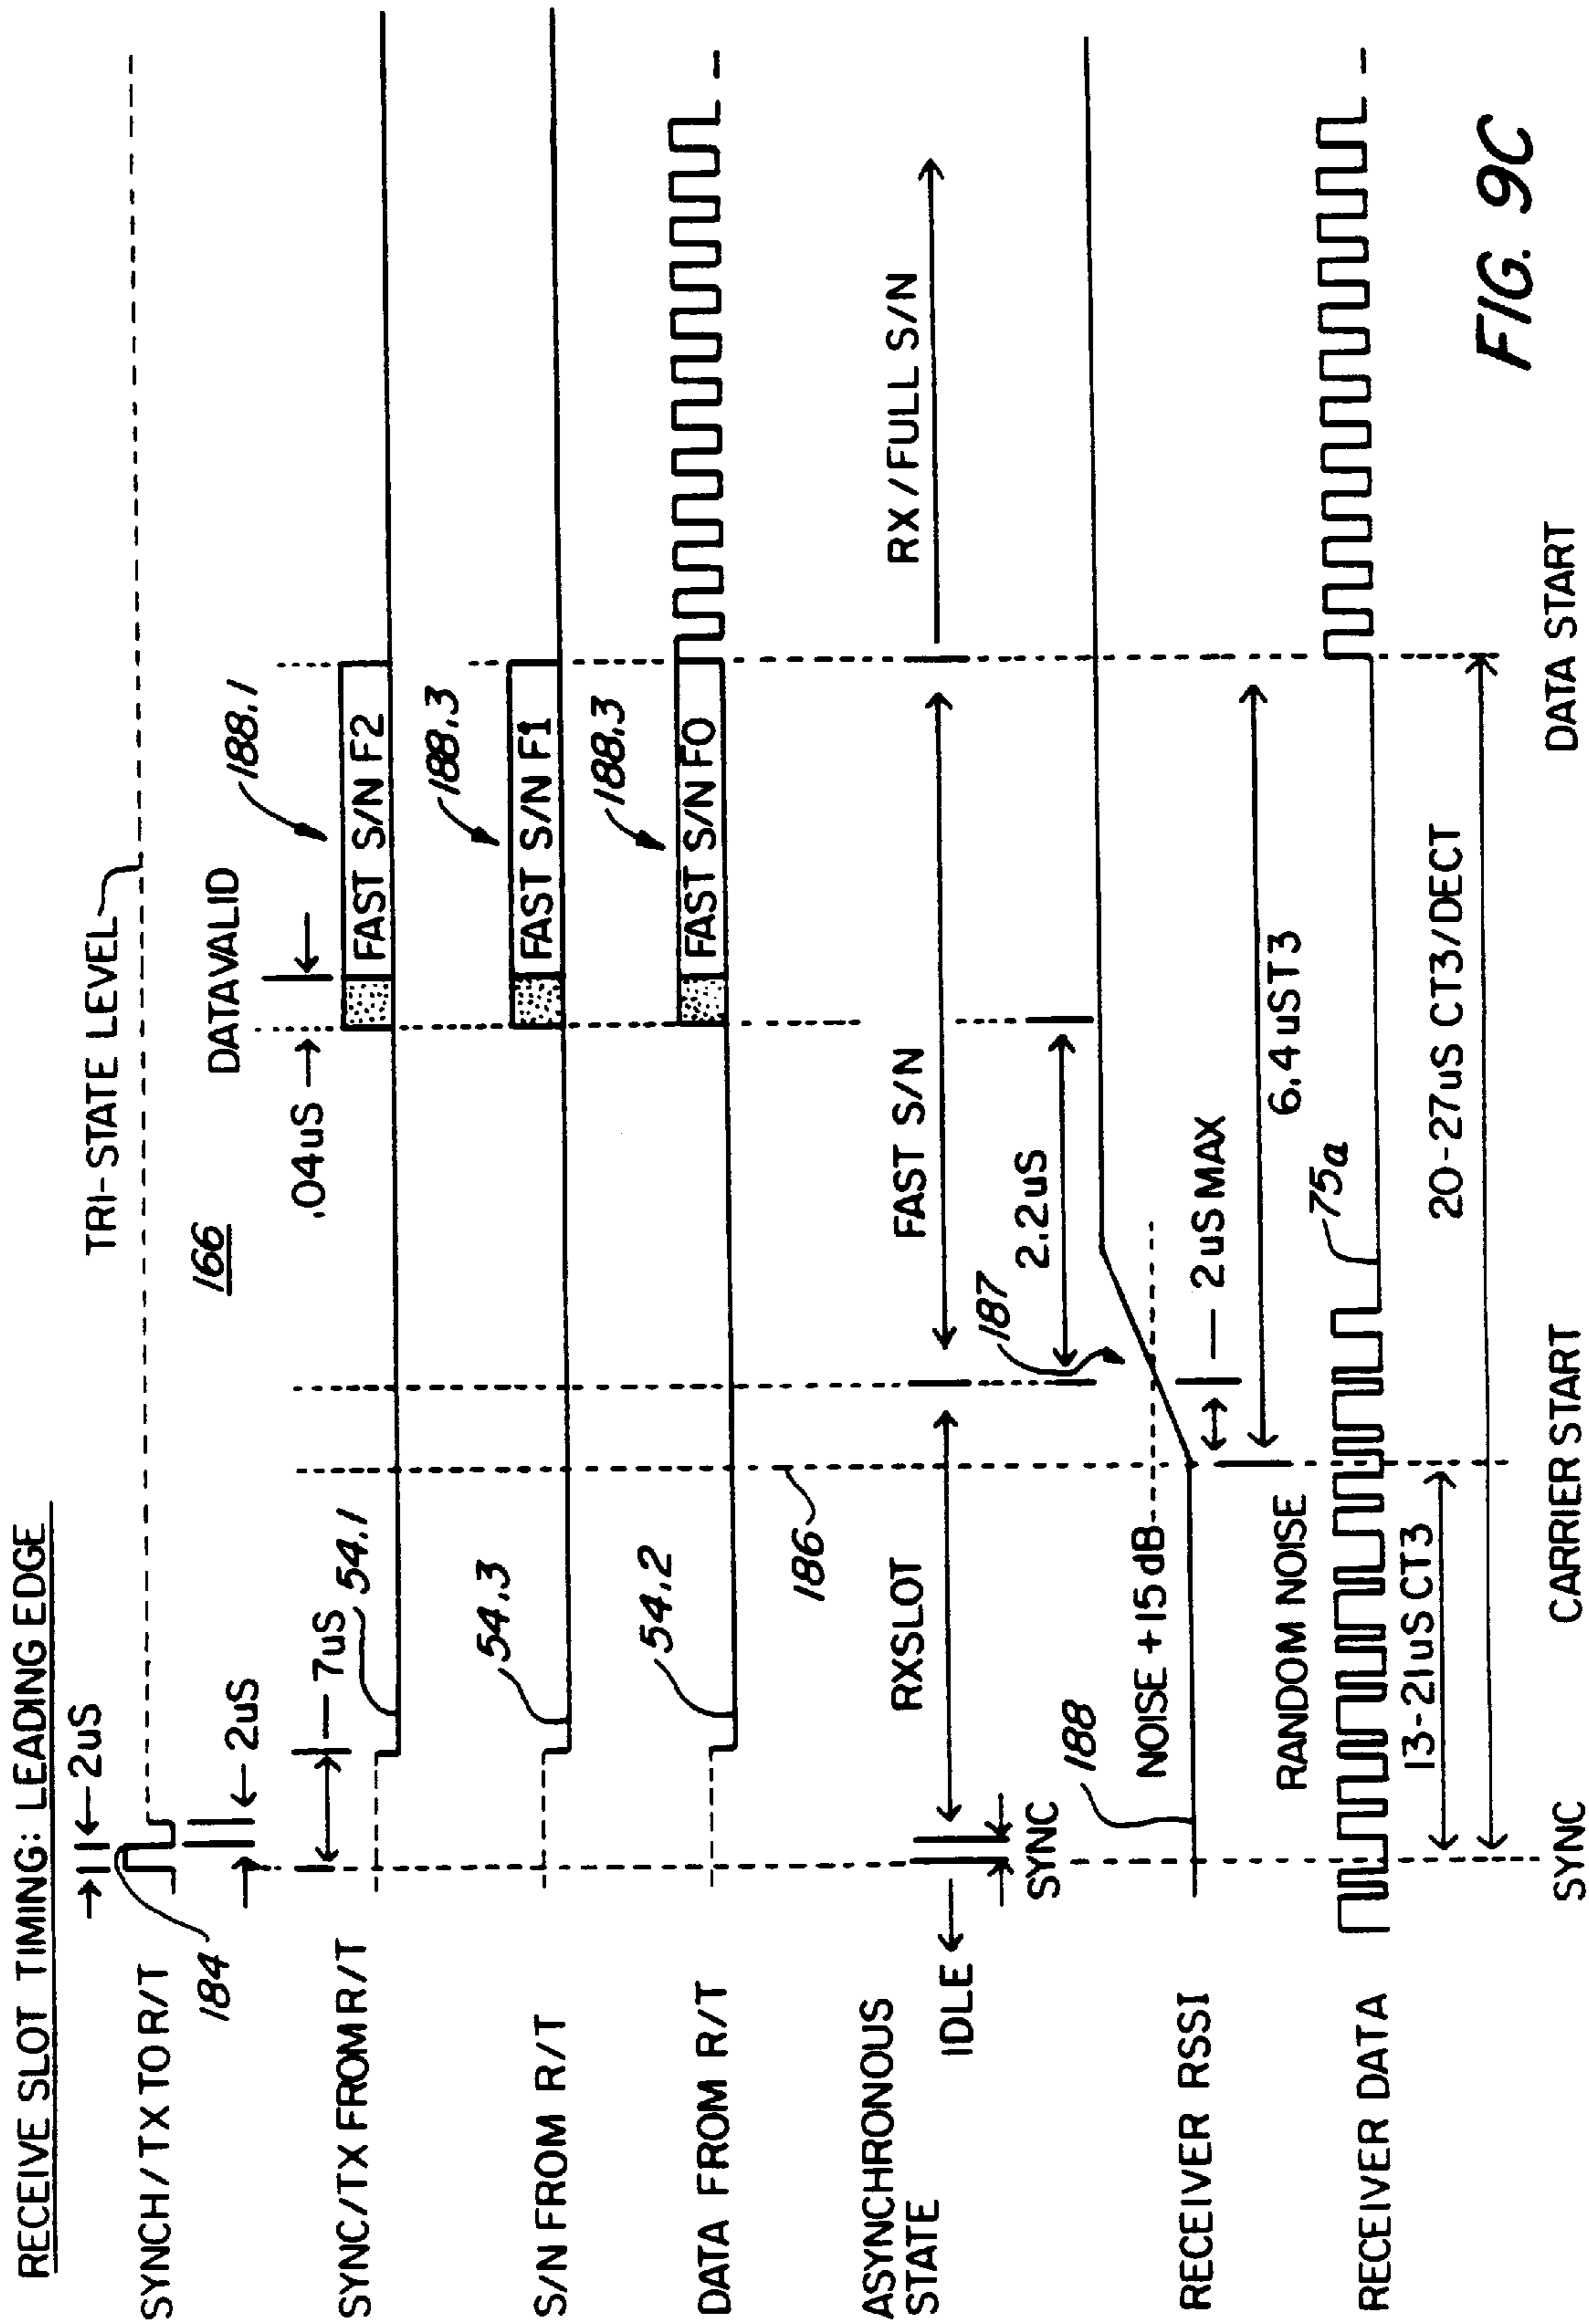 RECEIVE SLOT TIMING: LEADING EDGE
2uS
TRI-STATE LEVEL
SYNCH/TX TO R/T
184
2uS
166
DATA VALID
.04uS
188.1
SYNC/TX FROM R/T
7uS
54.1
FAST S/N F2
188.3
S/N FROM R/T
54.3
FAST S/N F1
188.3
DATA FROM R/T
54.2
FAST S/N F0
186
ASYNCHRONOUS
STATE
IDLE
SYNC
RXSLOT
FAST S/N
RX/FULL S/N
187
2.2uS
188
NOISE +15dB
RECEIVER RSSI
2uS MAX
RANDOM NOISE
6.4uST3
75a
RECEIVER DATA
13-21uS CT3
20-27uS CT3/DECT
SYNC
CARRIER START
DATA START
FIG. 9C